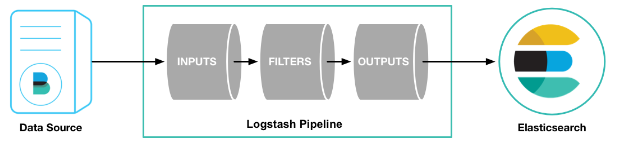 INPUTS
FILTERS
OUTPUTS
Data Source
Logstash Pipeline
Elasticsearch